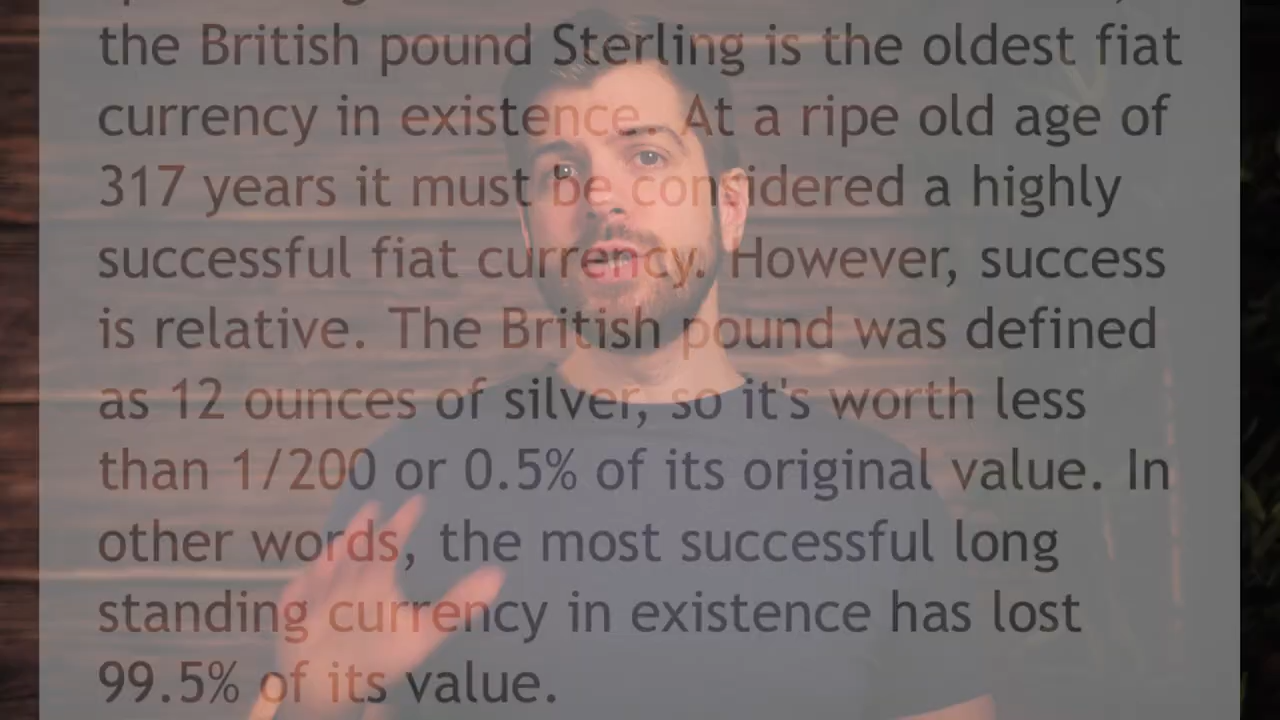 the British pound Sterling is the oldest fiat
currency in existence. At a ripe old age of
317 years it must be considered a highly
successful fiat currency. However, success
is relative. The British pound was defined
as 12 ounces of silver, so it's worth less
than 1/200 or 0.5% of its original value. In
other words, the most successful long
standing currency in existence has lost
99.5% of its value.